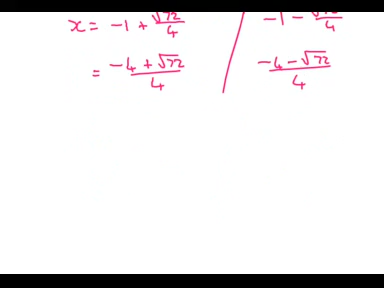 x = -1 + √72/4 / -1 - √72/4
= (-4 + √72)/4 / (-4 - √72)/4